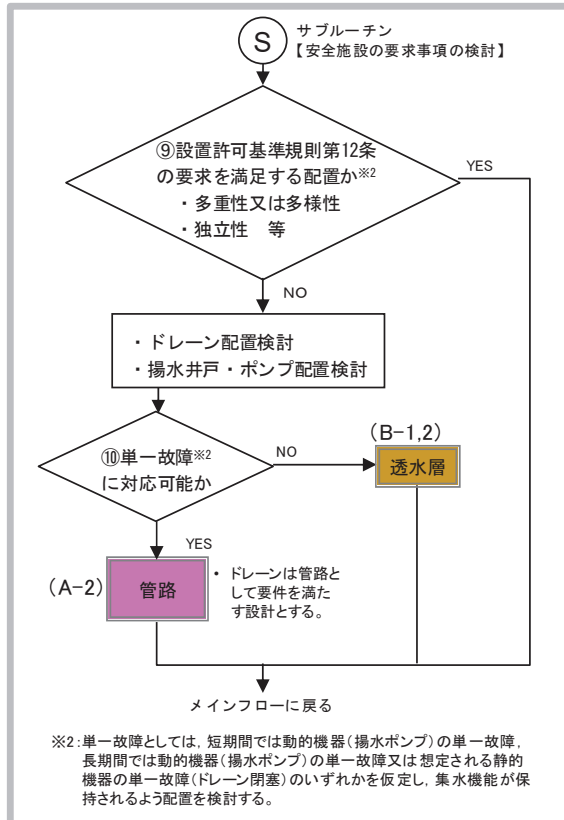 S
サブルーチン
【安全施設の要求事項の検討】
⑨設置許可基準規則第12条
の要求を満足する配置か※2
・多重性又は多様性
・独立性　等
YES
NO
・ドレーン配置検討
・揚水井戸・ポンプ配置検討
⑩単一故障※2
に対応可能か
NO
(B-1,2)
透水層
YES
(A-2)
管路
・ ドレーンは管路と
して要件を満た
す設計とする。
メインフローに戻る
※2:単一故障としては，短期間では動的機器(揚水ポンプ)の単一故障，
長期間では動的機器(揚水ポンプ)の単一故障又は想定される静的
機器の単一故障(ドレーン閉塞)のいずれかを仮定し，集水機能が保
持されるよう配置を検討する。